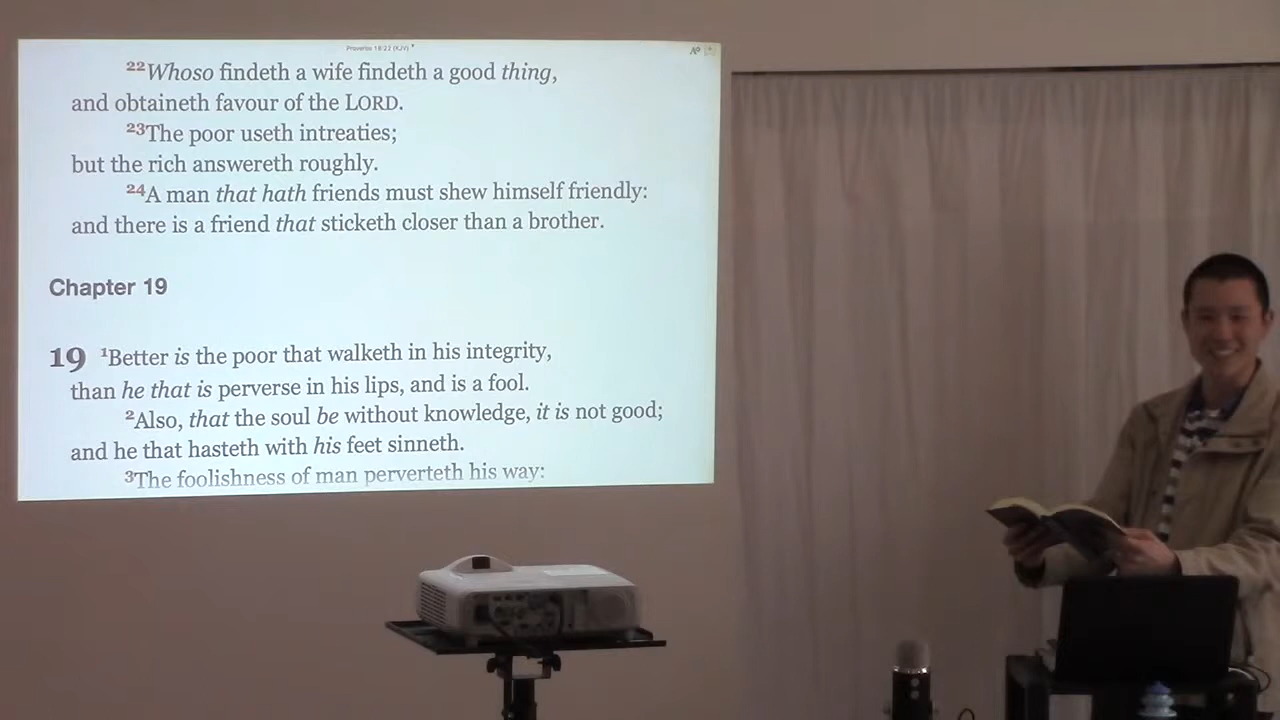 Proverbs 18:22 (KJV)
22Whoso findeth a wife findeth a good thing,
and obtaineth favour of the LORD.
23The poor useth intreaties;
but the rich answereth roughly.
24A man that hath friends must shew himself friendly:
and there is a friend that sticketh closer than a brother.
Chapter 19
19 1Better is the poor that walketh in his integrity,
than he that is perverse in his lips, and is a fool.
2Also, that the soul be without knowledge, it is not good;
and he that hasteth with his feet sinneth.
3The foolishness of man perverteth his way: